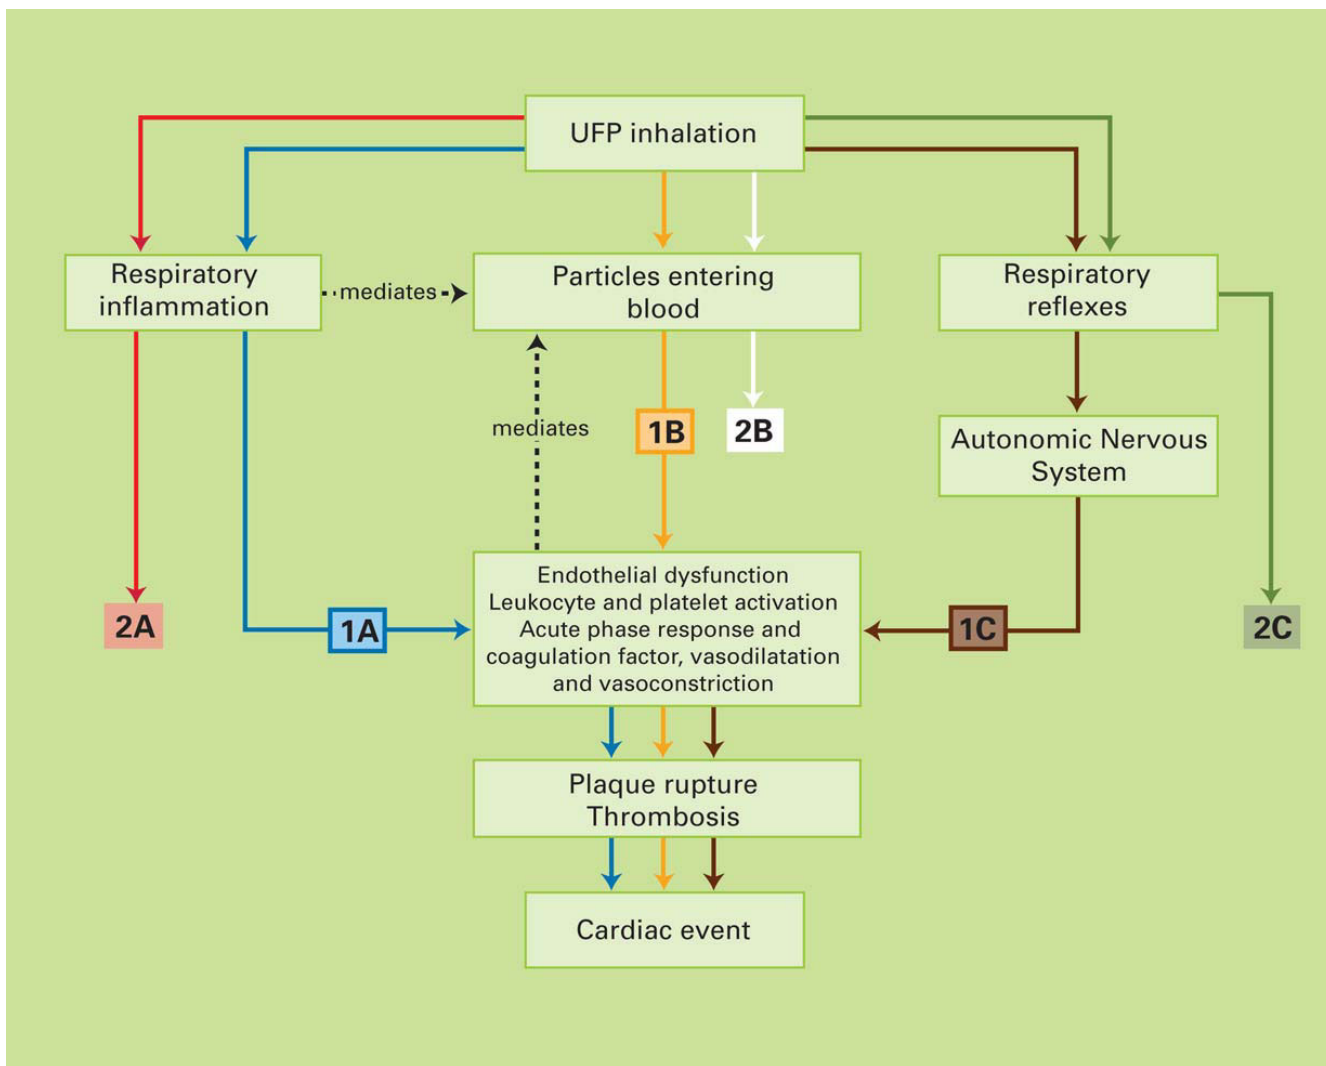 UFP inhalation
Respiratory
inflammation
mediates
Particles entering
blood
Respiratory
reflexes
mediates
1B
2B
Autonomic Nervous
System
Endothelial dysfunction
Leukocyte and platelet activation
Acute phase response and
coagulation factor, vasodilatation
and vasoconstriction
2A
1A
1C
2C
Plaque rupture
Thrombosis
Cardiac event